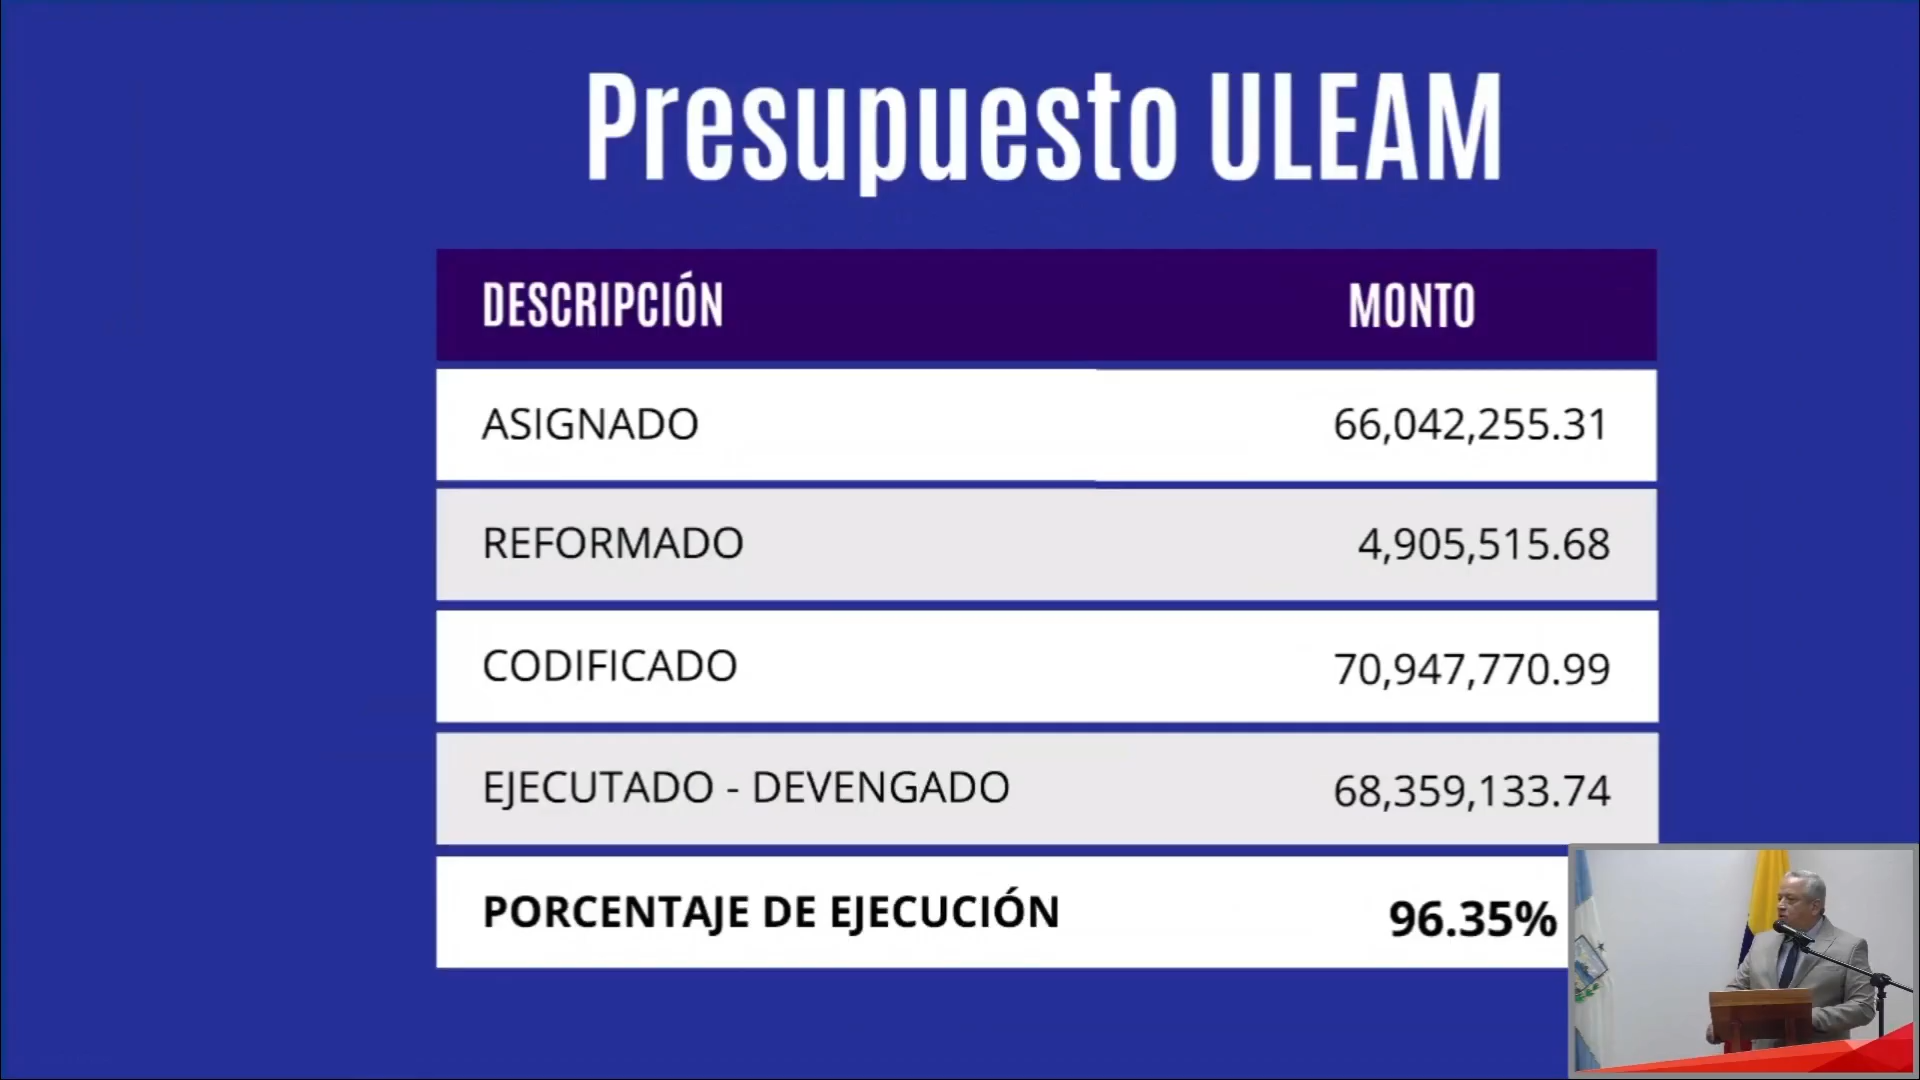 Presupuesto ULEAM
DESCRIPCIÓN MONTO
ASIGNADO 66,042,255.31
REFORMADO 4,905,515.68
CODIFICADO 70,947,770.99
EJECUTADO - DEVENGADO 68,359,133.74
PORCENTAJE DE EJECUCIÓN 96.35%